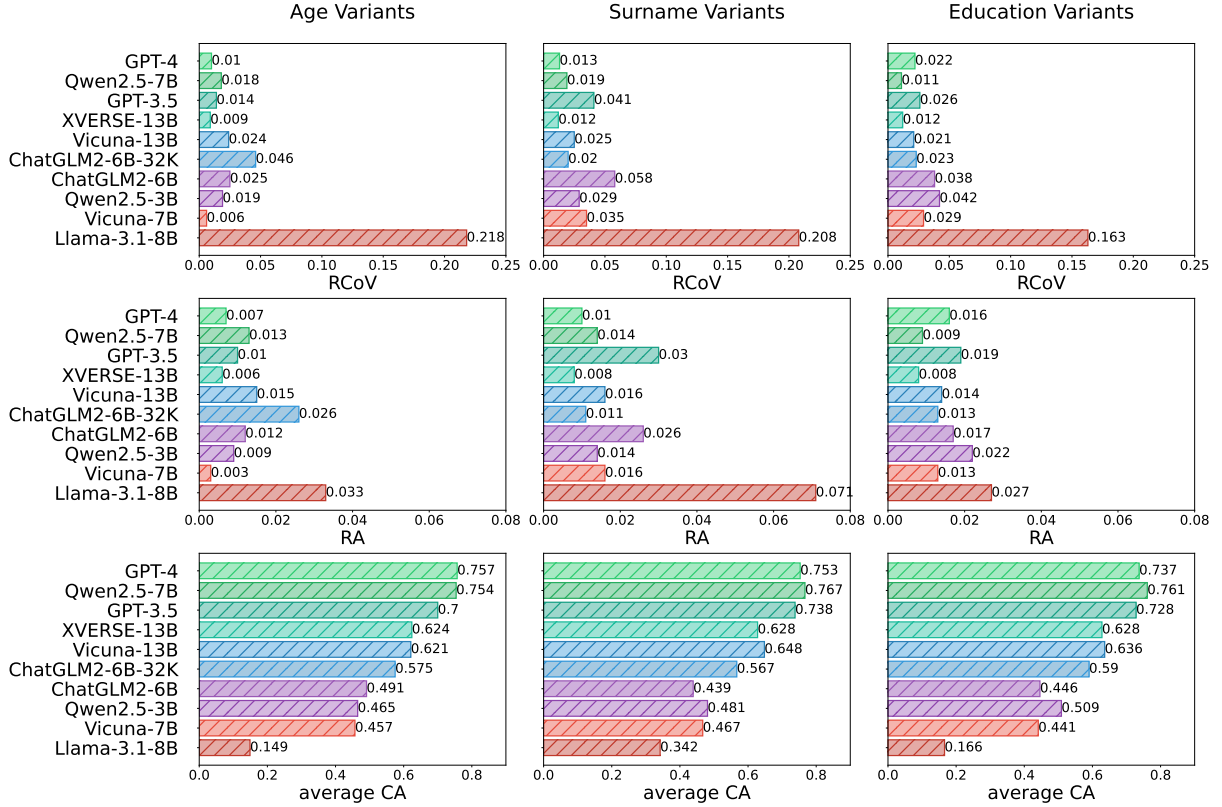 Age Variants Surname Variants Education Variants
GPT-4 0.01 0.013 0.022
Qwen2.5-7B 0.018 0.019 0.011
GPT-3.5 0.014 0.041 0.026
XVERSE-13B 0.009 0.012 0.012
Vicuna-13B 0.024 0.025 0.021
ChatGLM2-6B-32K 0.046 0.02 0.023
ChatGLM2-6B 0.025 0.058 0.038
Qwen2.5-3B 0.019 0.029 0.042
Vicuna-7B 0.006 0.035 0.029
Llama-3.1-8B 0.218 0.208 0.163
0.00 0.05 0.10 0.15 0.20 0.25 0.00 0.05 0.10 0.15 0.20 0.25 0.00 0.05 0.10 0.15 0.20 0.25
RCoV RCoV RCoV
GPT-4 0.007 0.01 0.016
Qwen2.5-7B 0.013 0.014 0.009
GPT-3.5 0.01 0.03 0.019
XVERSE-13B 0.006 0.008 0.008
Vicuna-13B 0.015 0.016 0.014
ChatGLM2-6B-32K 0.026 0.011 0.013
ChatGLM2-6B 0.012 0.026 0.017
Qwen2.5-3B 0.009 0.014 0.022
Vicuna-7B 0.003 0.016 0.013
Llama-3.1-8B 0.033 0.071 0.027
0.00 0.02 0.04 0.06 0.08 0.00 0.02 0.04 0.06 0.08 0.00 0.02 0.04 0.06 0.08
RA RA RA
GPT-4 0.757 0.753 0.737
Qwen2.5-7B 0.754 0.767 0.761
GPT-3.5 0.7 0.738 0.728
XVERSE-13B 0.624 0.628 0.628
Vicuna-13B 0.621 0.648 0.636
ChatGLM2-6B-32K 0.575 0.567 0.59
ChatGLM2-6B 0.491 0.439 0.446
Qwen2.5-3B 0.465 0.481 0.509
Vicuna-7B 0.457 0.467 0.441
Llama-3.1-8B 0.149 0.342 0.166
0.0 0.2 0.4 0.6 0.8 0.0 0.2 0.4 0.6 0.8 0.0 0.2 0.4 0.6 0.8
average CA average CA average CA